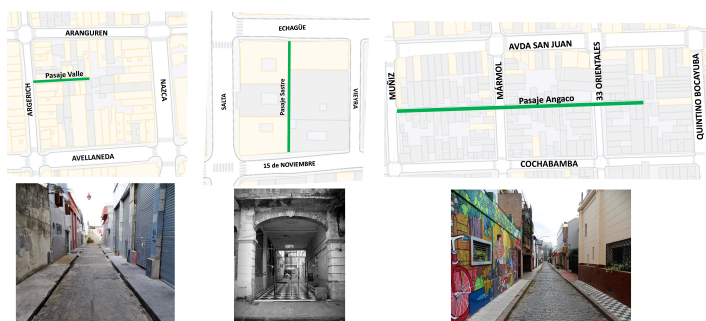 ARANGUREN
Pasaje Valle
ARGERICH
NAZCA
AVELLANEDA
ECHAGÜE
SALTA
Pasaje Sastre
VIEYRA
15 de NOVIEMBRE
AVDA SAN JUAN
MUÑIZ
MÁRMOL
33 ORIENTALES
QUINTINO BOCAYUBA
Pasaje Angaco
COCHABAMBA